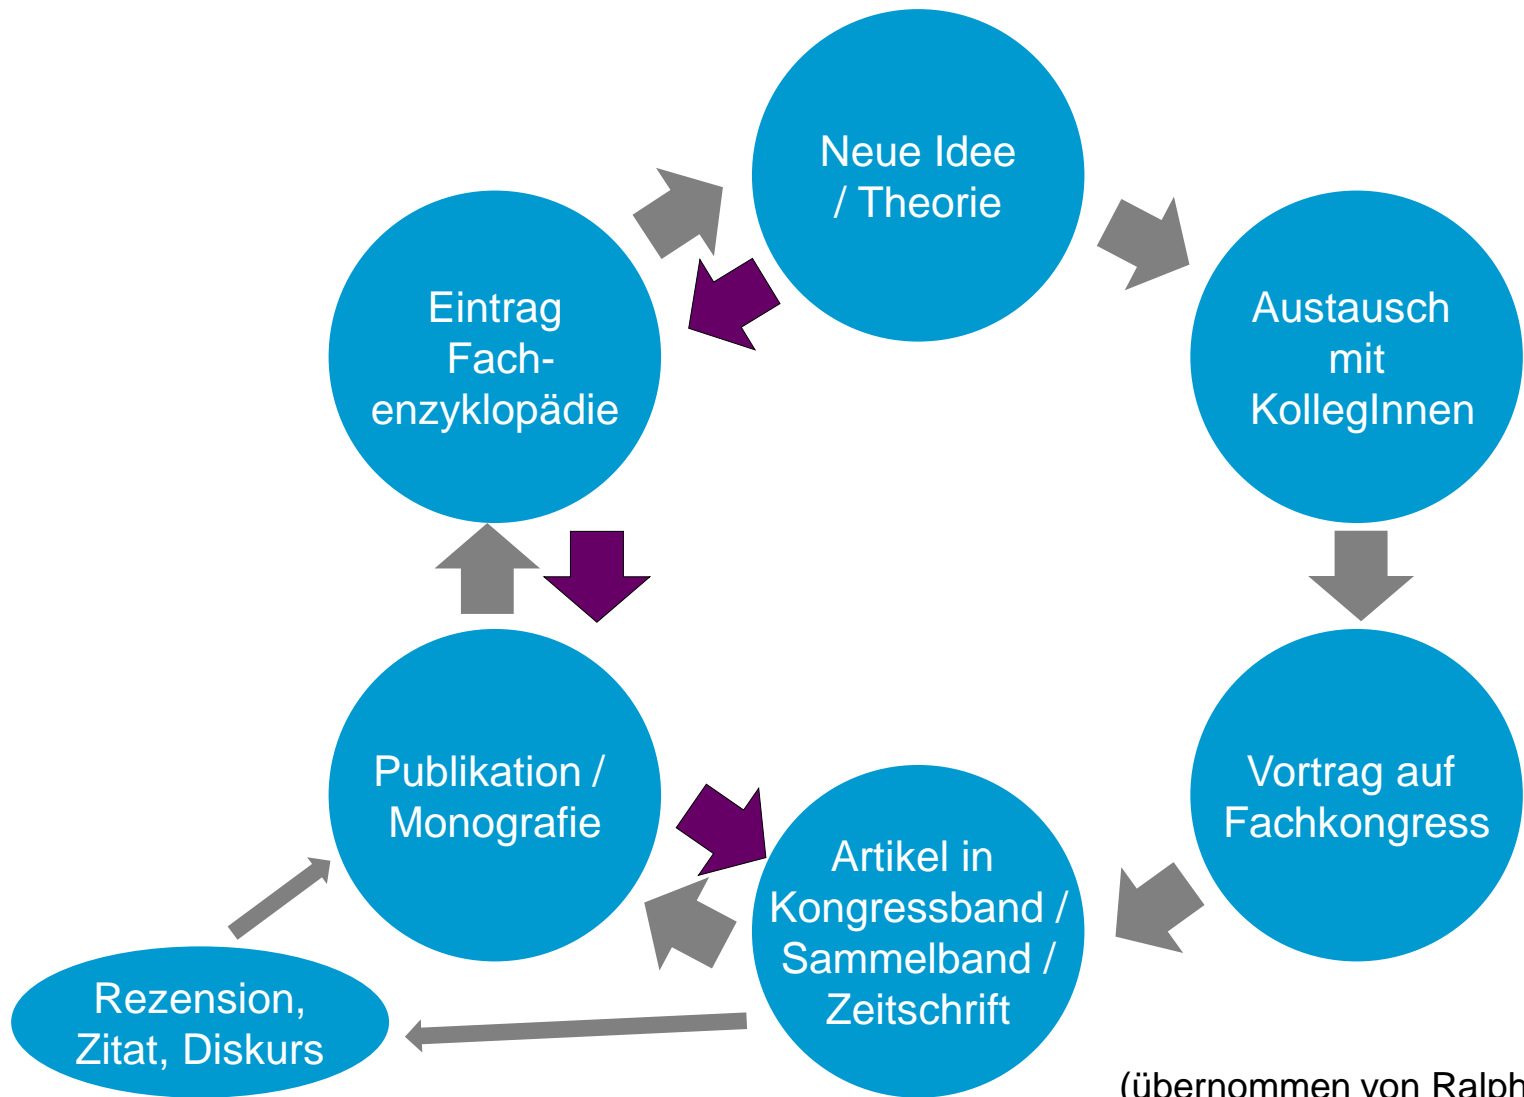 Neue Idee
/ Theorie
Austausch
mit
KollegInnen
Vortrag auf
Fachkongress
Artikel in
Kongressband /
Sammelband /
Zeitschrift
Rezension,
Zitat, Diskurs
Publikation /
Monografie
Eintrag
Fach-
enzyklopädie
(übernommen von Ralph